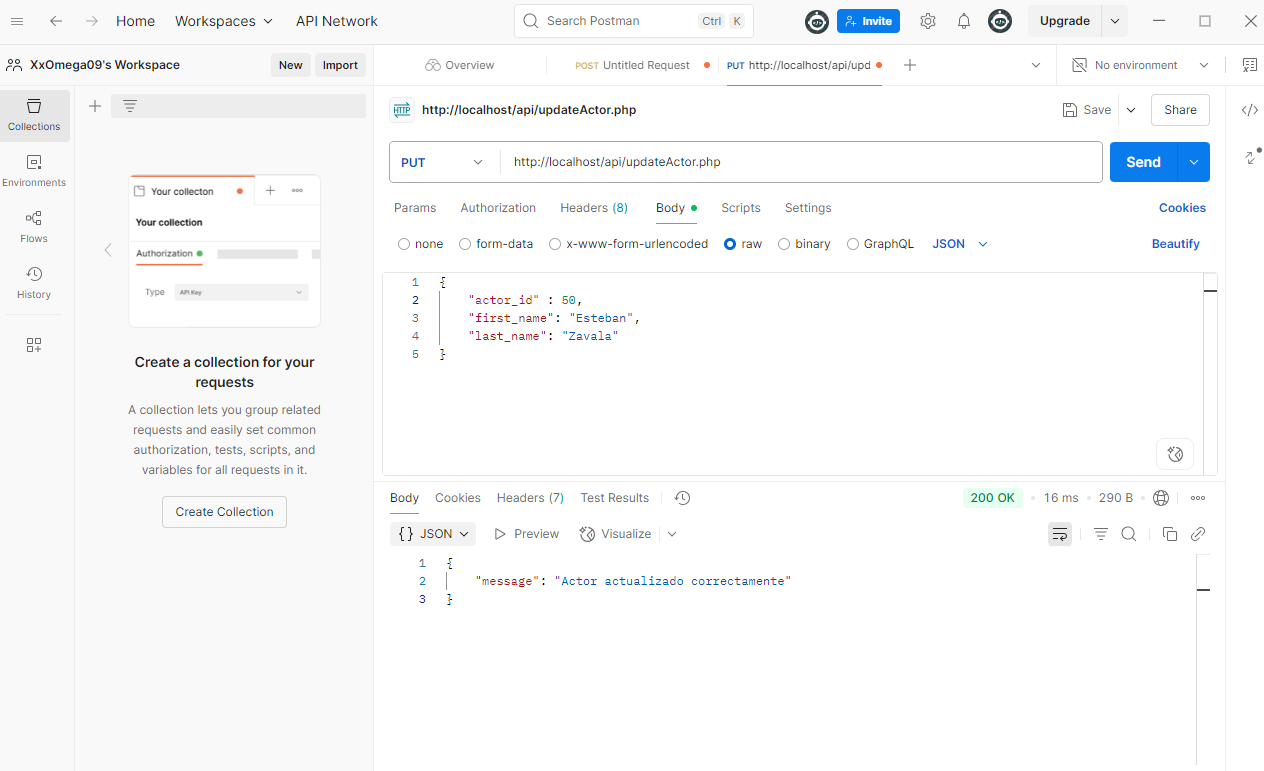 Home Workspaces API Network Search Postman Ctrl K Invite Upgrade
XxOmega09's Workspace New Import
Overview POST Untitled Request PUT http://localhost/api/upd No environment
Collections
Environments
Flows
History
Your collecton
Your collection
Authorization
Type API Key
Create a collection for your
requests
A collection lets you group related
requests and easily set common
authorization, tests, scripts, and
variables for all requests in it.
Create Collection
HTTP http://localhost/api/updateActor.php Save Share
PUT http://localhost/api/updateActor.php Send
Params Authorization Headers (8) Body Scripts Settings Cookies
none form-data x-www-form-urlencoded raw binary GraphQL JSON Beautify
1 {
2 "actor_id" : 50,
3 "first_name": "Esteban",
4 "last_name": "Zavala"
5 }
Body Cookies Headers (7) Test Results 200 OK 16 ms 290 B
{} JSON Preview Visualize
1 {
2 "message": "Actor actualizado correctamente"
3 }